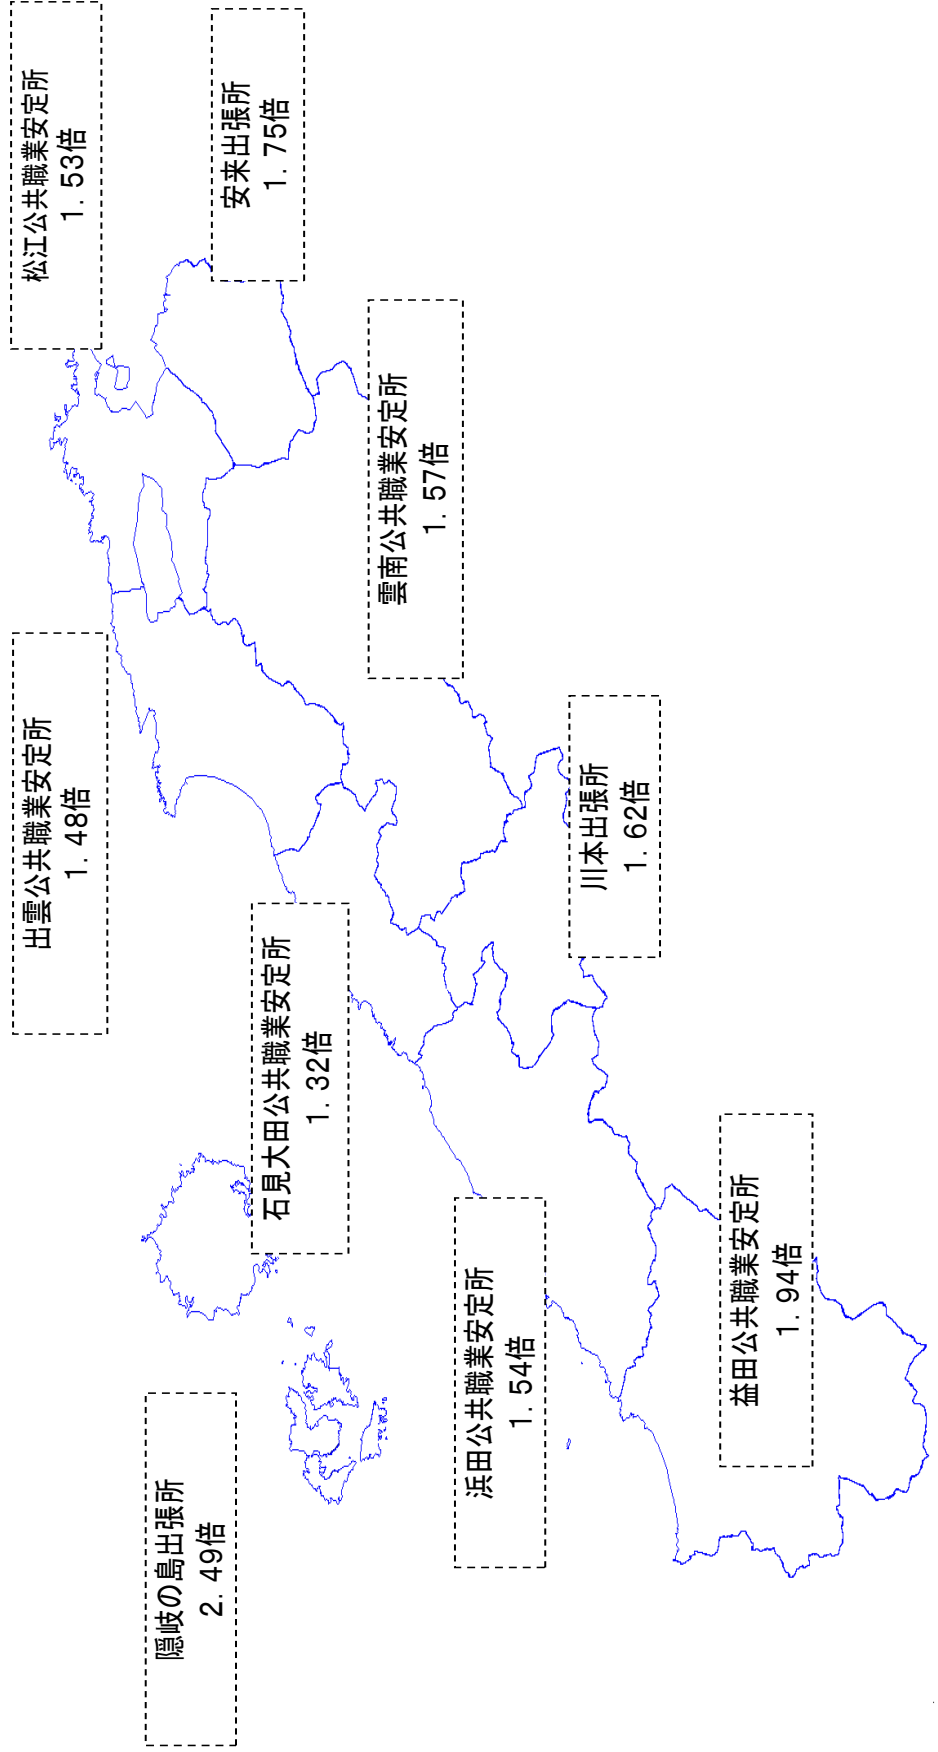 隠岐の島出張所
2. 49倍
出雲公共職業安定所
1. 48倍
松江公共職業安定所
1. 53倍
安来出張所
1. 75倍
石見大田公共職業安定所
1. 32倍
雲南公共職業安定所
1. 57倍
浜田公共職業安定所
1. 54倍
川本出張所
1. 62倍
益田公共職業安定所
1. 94倍